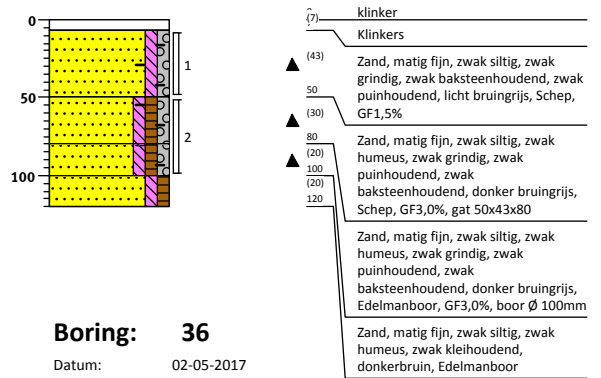 0
50
100
1
2
klinker
(7)
Klinkers
(43)
Zand, matig fijn, zwak siltig, zwak
grindig, zwak baksteenhoudend, zwak
puinhoudend, licht bruingrijs, Schep,
GF1,5%
50
(30)
Zand, matig fijn, zwak siltig, zwak
humeus, zwak grindig, zwak
puinhoudend, zwak
baksteenhoudend, donker bruingrijs,
Schep, GF3,0%, gat 50x43x80
80
(20)
100
(20)
120
Zand, matig fijn, zwak siltig, zwak
humeus, zwak grindig, zwak
puinhoudend, zwak
baksteenhoudend, donker bruingrijs,
Edelmanboor, GF3,0%, boor Ø 100mm
Zand, matig fijn, zwak siltig, zwak
humeus, zwak kleihoudend,
donkerbruin, Edelmanboor
Boring: 36
Datum: 02-05-2017